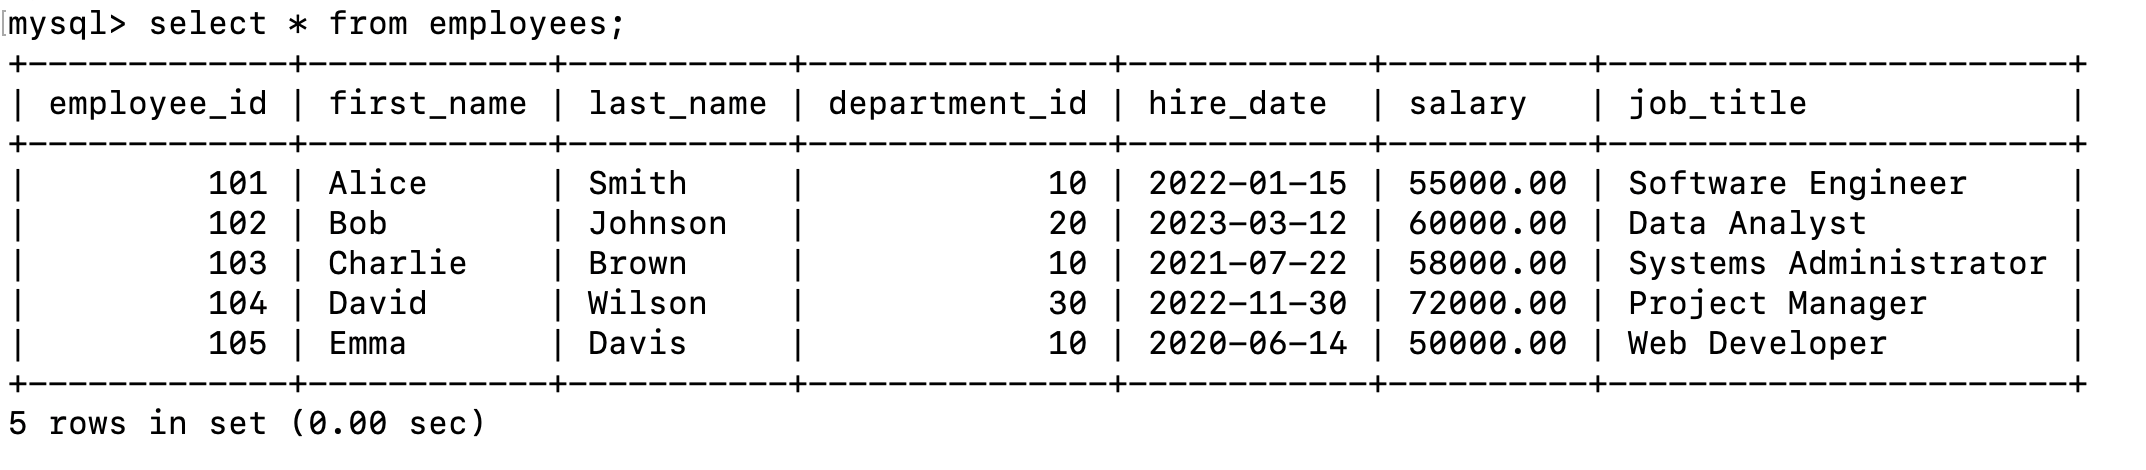 mysql> select * from employees;
+-------------+------------+-----------+---------------+------------+----------+-----------------------+
| employee_id | first_name | last_name | department_id | hire_date  | salary   | job_title             |
+-------------+------------+-----------+---------------+------------+----------+-----------------------+
|         101 | Alice      | Smith     |            10 | 2022-01-15 | 55000.00 | Software Engineer     |
|         102 | Bob        | Johnson   |            20 | 2023-03-12 | 60000.00 | Data Analyst          |
|         103 | Charlie    | Brown     |            10 | 2021-07-22 | 58000.00 | Systems Administrator |
|         104 | David      | Wilson    |            30 | 2022-11-30 | 72000.00 | Project Manager       |
|         105 | Emma       | Davis     |            10 | 2020-06-14 | 50000.00 | Web Developer         |
+-------------+------------+-----------+---------------+------------+----------+-----------------------+
5 rows in set (0.00 sec)